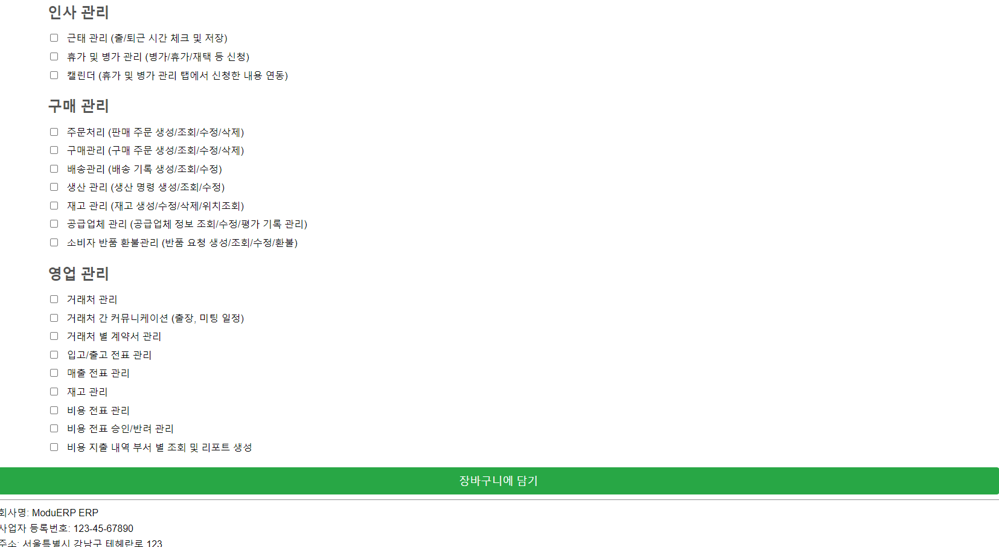 인사 관리
근태 관리 (출/퇴근 시간 체크 및 저장)
휴가 및 병가 관리 (병가/휴가/재택 등 신청)
캘린더 (휴가 및 병가 관리 탭에서 신청한 내용 연동)
구매 관리
주문처리 (판매 주문 생성/조회/수정/삭제)
구매관리 (구매 주문 생성/조회/수정/삭제)
배송관리 (배송 기록 생성/조회/수정)
생산 관리 (생산 명령 생성/조회/수정)
재고 관리 (재고 생성/수정/삭제/위치조회)
공급업체 관리 (공급업체 정보 조회/수정/평가 기록 관리)
소비자 반품 환불관리 (반품 요청 생성/조회/수정/환불)
영업 관리
거래처 관리
거래처 간 커뮤니케이션 (출장, 미팅 일정)
거래처 별 계약서 관리
입고/출고 전표 관리
매출 전표 관리
재고 관리
비용 전표 관리
비용 전표 승인/반려 관리
비용 지출 내역 부서 별 조회 및 리포트 생성
장바구니에 담기
회사명: ModuERP ERP
사업자 등록번호: 123-45-67890
주소: 서울특별시 강남구 테헤란로 123